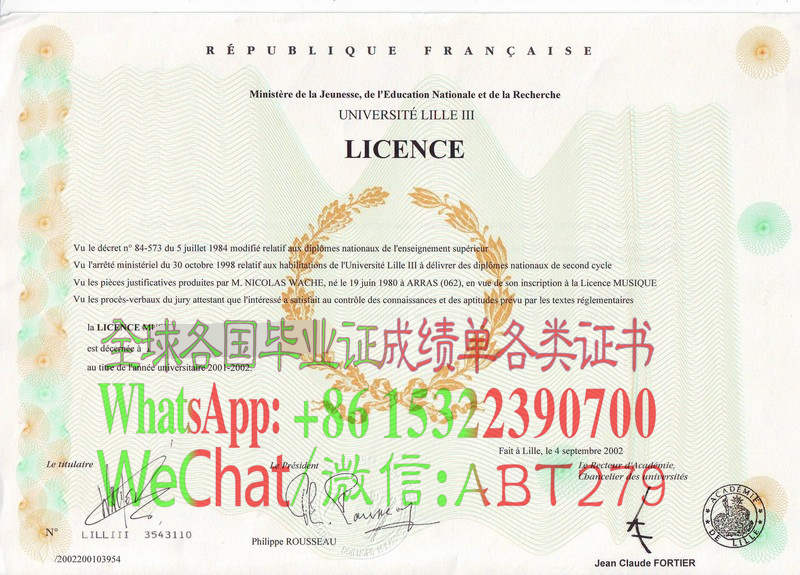 RÉPUBLIQUE FRANÇAISE
Ministère de la Jeunesse, de l'Education Nationale et de la Recherche
UNIVERSITÉ LILLE III
LICENCE
Vu le décret n° 84-573 du 5 juillet 1984 modifié relatif aux diplômes nationaux de l'enseignement supérieur
Vu l'arrêté ministériel du 30 octobre 1998 relatif aux habilitations de l'Université Lille III à délivrer des diplômes nationaux de second cycle
Vu les pièces justificatives produites par M. NICOLAS WACHE, né le 19 juin 1980 à ARRAS (062), en vue de son inscription à la Licence MUSIQUE
Vu les procès-verbaux du jury attestant que l'intéressé a satisfait au contrôle des connaissances et des aptitudes prévu par les textes réglementaires
la LICENCE
全球各国毕业证成绩单各类证书
est décernée à
au titre de l'année universitaire 2001-2002
WhatsApp: +86 15322390700
Fait à Lille, le 4 septembre 2002
Le titulaire
Le Président
Le Recteur d'Académie,
Chancelier des universités
WeChat/微信:ABT279
N° LILLIII 3543110
/2002200103954
Philippe ROUSSEAU
ACADÉMIE DE LILLE
Jean Claude FORTIER